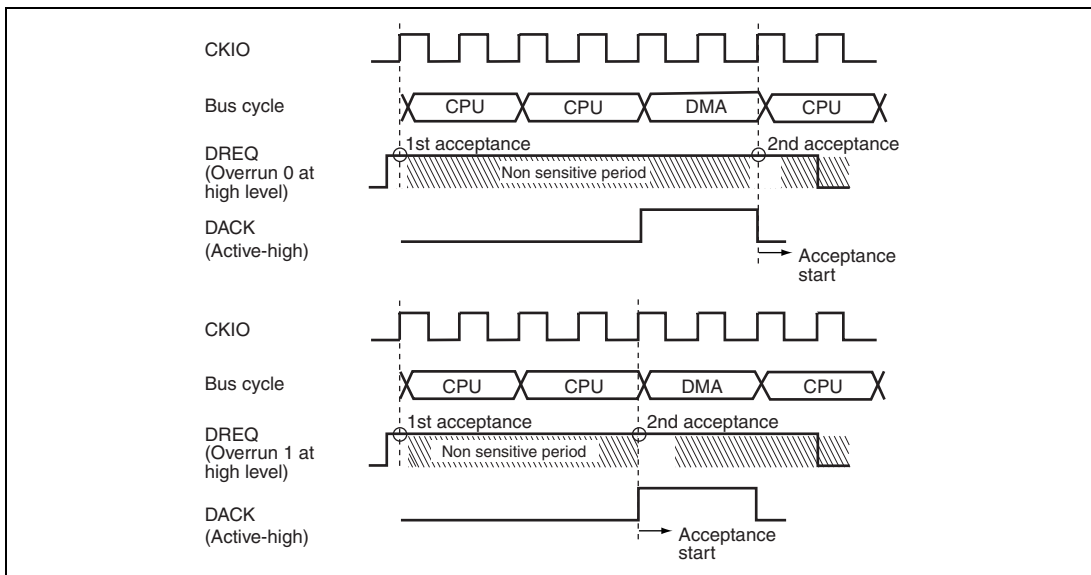 CKIO
Bus cycle
CPU CPU DMA CPU
1st acceptance
2nd acceptance
DREQ
(Overrun 0 at
high level)
Non sensitive period
DACK
(Active-high)
Acceptance
start
CKIO
Bus cycle
CPU CPU DMA CPU
1st acceptance
2nd acceptance
DREQ
(Overrun 1 at
high level)
Non sensitive period
DACK
(Active-high)
Acceptance
start